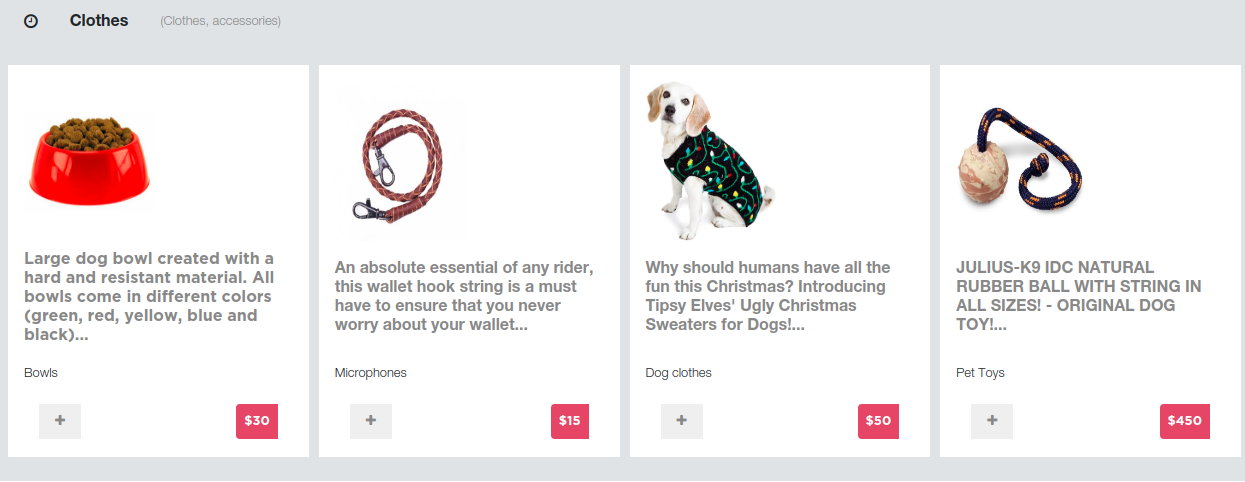 Clothes (Clothes, accessories)
Large dog bowl created with a
hard and resistant material. All
bowls come in different colors
(green, red, yellow, blue and
black)...
Bowls
+ $30
An absolute essential of any rider,
this wallet hook string is a must
have to ensure that you never
worry about your wallet...
Microphones
+ $15
Why should humans have all the
fun this Christmas? Introducing
Tipsy Elves' Ugly Christmas
Sweaters for Dogs!...
Dog clothes
+ $50
JULIUS-K9 IDC NATURAL
RUBBER BALL WITH STRING IN
ALL SIZES! - ORIGINAL DOG
TOY!...
Pet Toys
+ $450